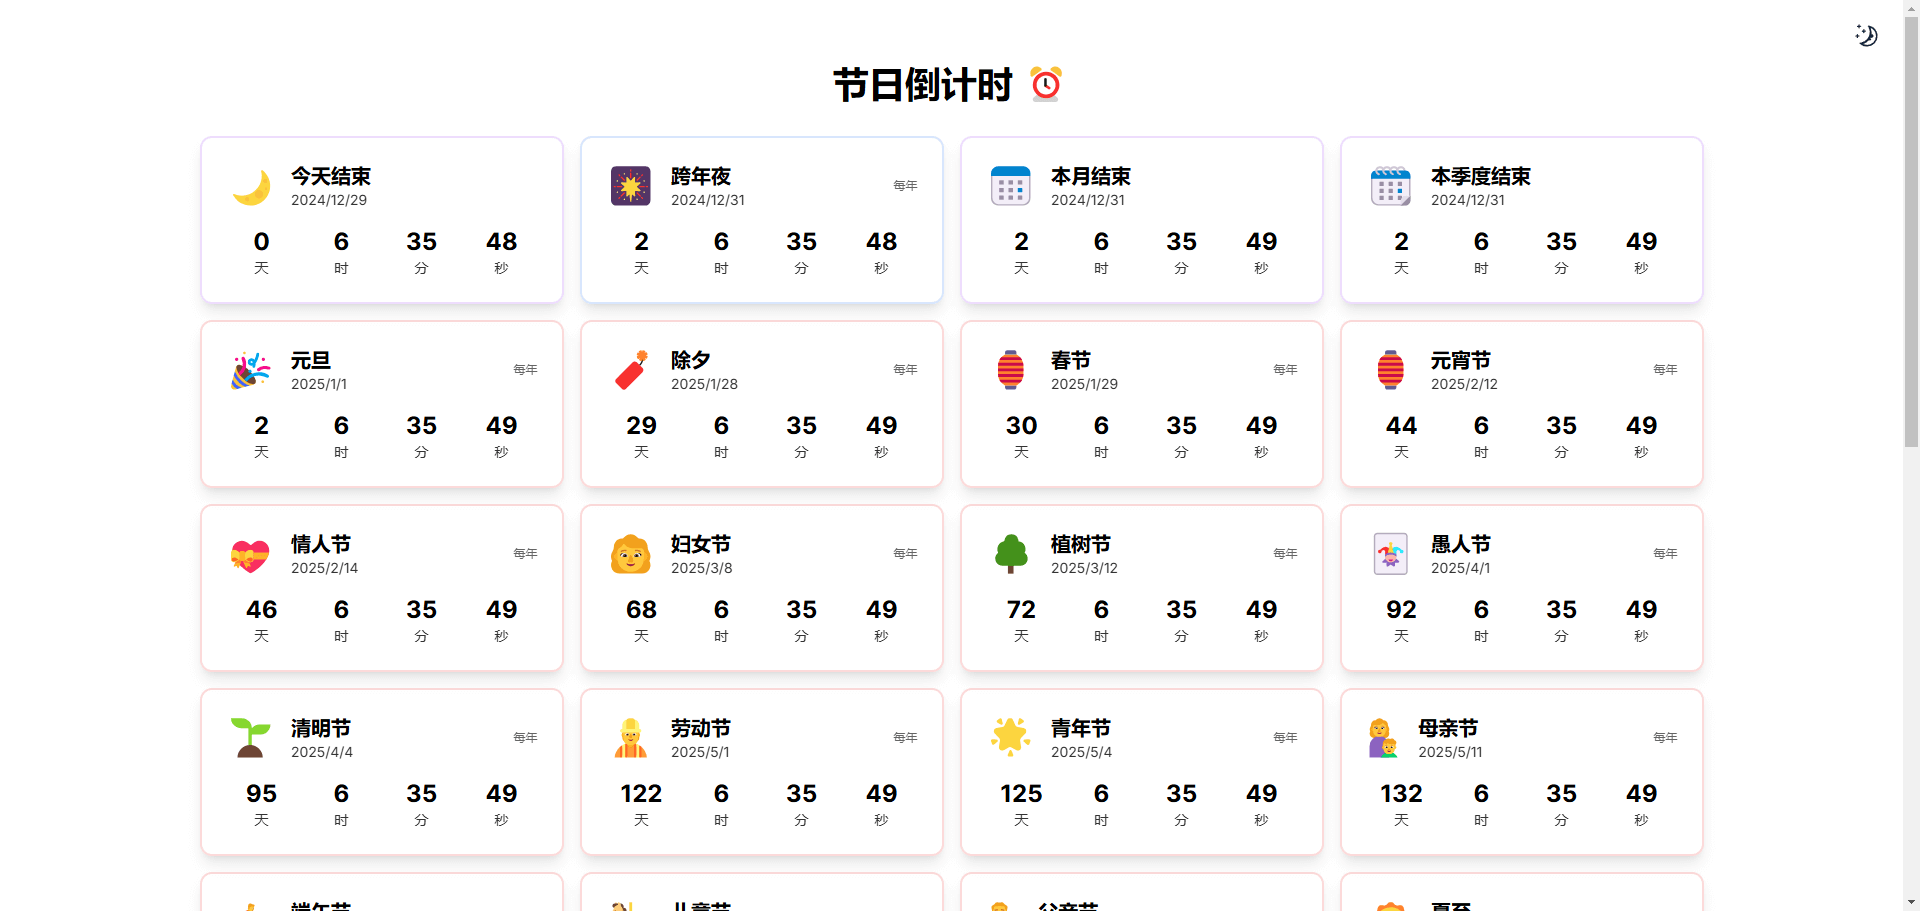 节日倒计时
今天结束
2024/12/29
0 6 35 48
天 时 分 秒
跨年夜
2024/12/31
每年
2 6 35 48
天 时 分 秒
本月结束
2024/12/31
2 6 35 49
天 时 分 秒
本季度结束
2024/12/31
2 6 35 49
天 时 分 秒
元旦
2025/1/1
每年
2 6 35 49
天 时 分 秒
除夕
2025/1/28
每年
29 6 35 49
天 时 分 秒
春节
2025/1/29
每年
30 6 35 49
天 时 分 秒
元宵节
2025/2/12
每年
44 6 35 49
天 时 分 秒
情人节
2025/2/14
每年
46 6 35 49
天 时 分 秒
妇女节
2025/3/8
每年
68 6 35 49
天 时 分 秒
植树节
2025/3/12
每年
72 6 35 49
天 时 分 秒
愚人节
2025/4/1
每年
92 6 35 49
天 时 分 秒
清明节
2025/4/4
每年
95 6 35 49
天 时 分 秒
劳动节
2025/5/1
每年
122 6 35 49
天 时 分 秒
青年节
2025/5/4
每年
125 6 35 49
天 时 分 秒
母亲节
2025/5/11
每年
132 6 35 49
天 时 分 秒
端午节
儿童节
父亲节
夏至